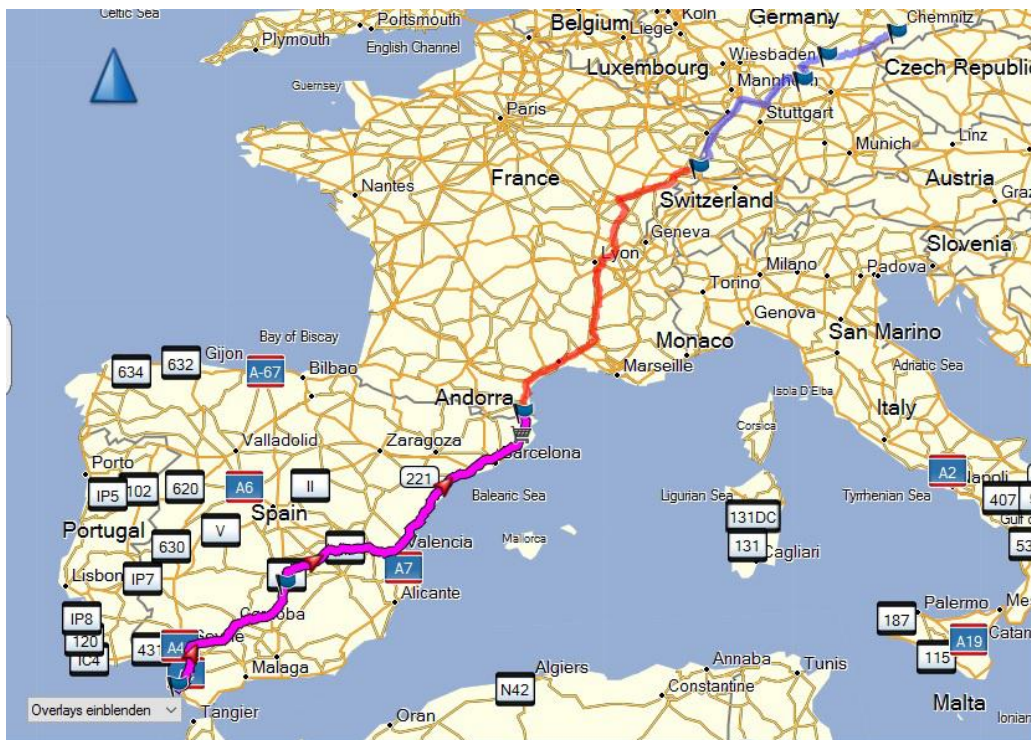 Celtic Sea
Portsmouth
Belgium
Köln
Germany
Chemnitz
Plymouth
English Channel
Liege
Wiesbaden
Luxembourg
Czech Republic
Guernsey
Mannheim
Paris
Stuttgart
Linz
Munich
Nantes
France
Austria
Switzerland
Geneva
Slovenia
Lyon
Milano
Padova
Torino
Genova
San Marino
Bay of Biscay
Monaco
Gijon
632
634
A-67
Bilbao
Marseille
Adriatic Sea
Isola D'Elba
Andorra
Italy
Corsica
Valladolid
Zaragoza
Barcelona
Porto
221
A2
Napoli
IP5
102
620
A6
II
Balearic Sea
Ligurian Sea
Tyrrhenian Sea
407
Spain
Portugal
V
131DC
Mallorca
Valencia
630
131
Cagliari
53
Lisbon
IP7
A7
Alicante
Cordoba
IP8
Palermo
187
120
431
A4
Seville
A19
IC4
Malaga
115
Algiers
Annaba
Tunis
N42
Constantine
Malta
Overlays einblenden
Tangier
Oran